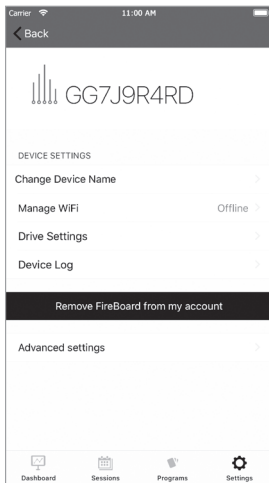 Carrier 11:00 AM
Back
GG7J9R4RD
DEVICE SETTINGS
Change Device Name
Manage WiFi Offline
Drive Settings
Device Log
Remove FireBoard from my account
Advanced settings
Dashboard Sessions Programs Settings